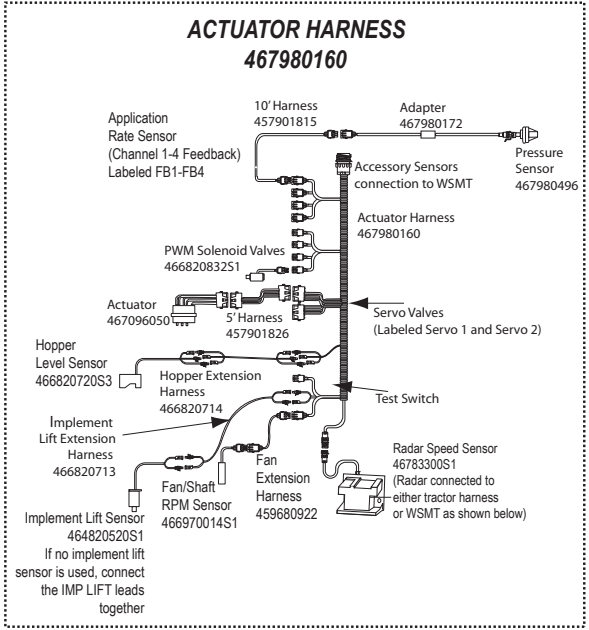 ACTUATOR HARNESS
467980160
10' Harness
457901815
Adapter
467980172
Application
Rate Sensor
(Channel 1-4 Feedback)
Labeled FB1-FB4
Pressure
Sensor
467980496
Accessory Sensors
connection to WSMT
Actuator Harness
467980160
PWM Solenoid Valves
466820832S1
Actuator
467096050
5' Harness
457901826
Servo Valves
(Labeled Servo 1 and Servo 2)
Hopper
Level Sensor
466820720S3
Hopper Extension
Harness
466820714
Test Switch
Implement
Lift Extension
Harness
466820713
Fan/Shaft
RPM Sensor
466970014S1
Fan
Extension
Harness
459680922
Radar Speed Sensor
46783300S1
(Radar connected to
either tractor harness
or WSMT as shown below)
Implement Lift Sensor
464820520S1
If no implement lift
sensor is used, connect
the IMP LIFT leads
together